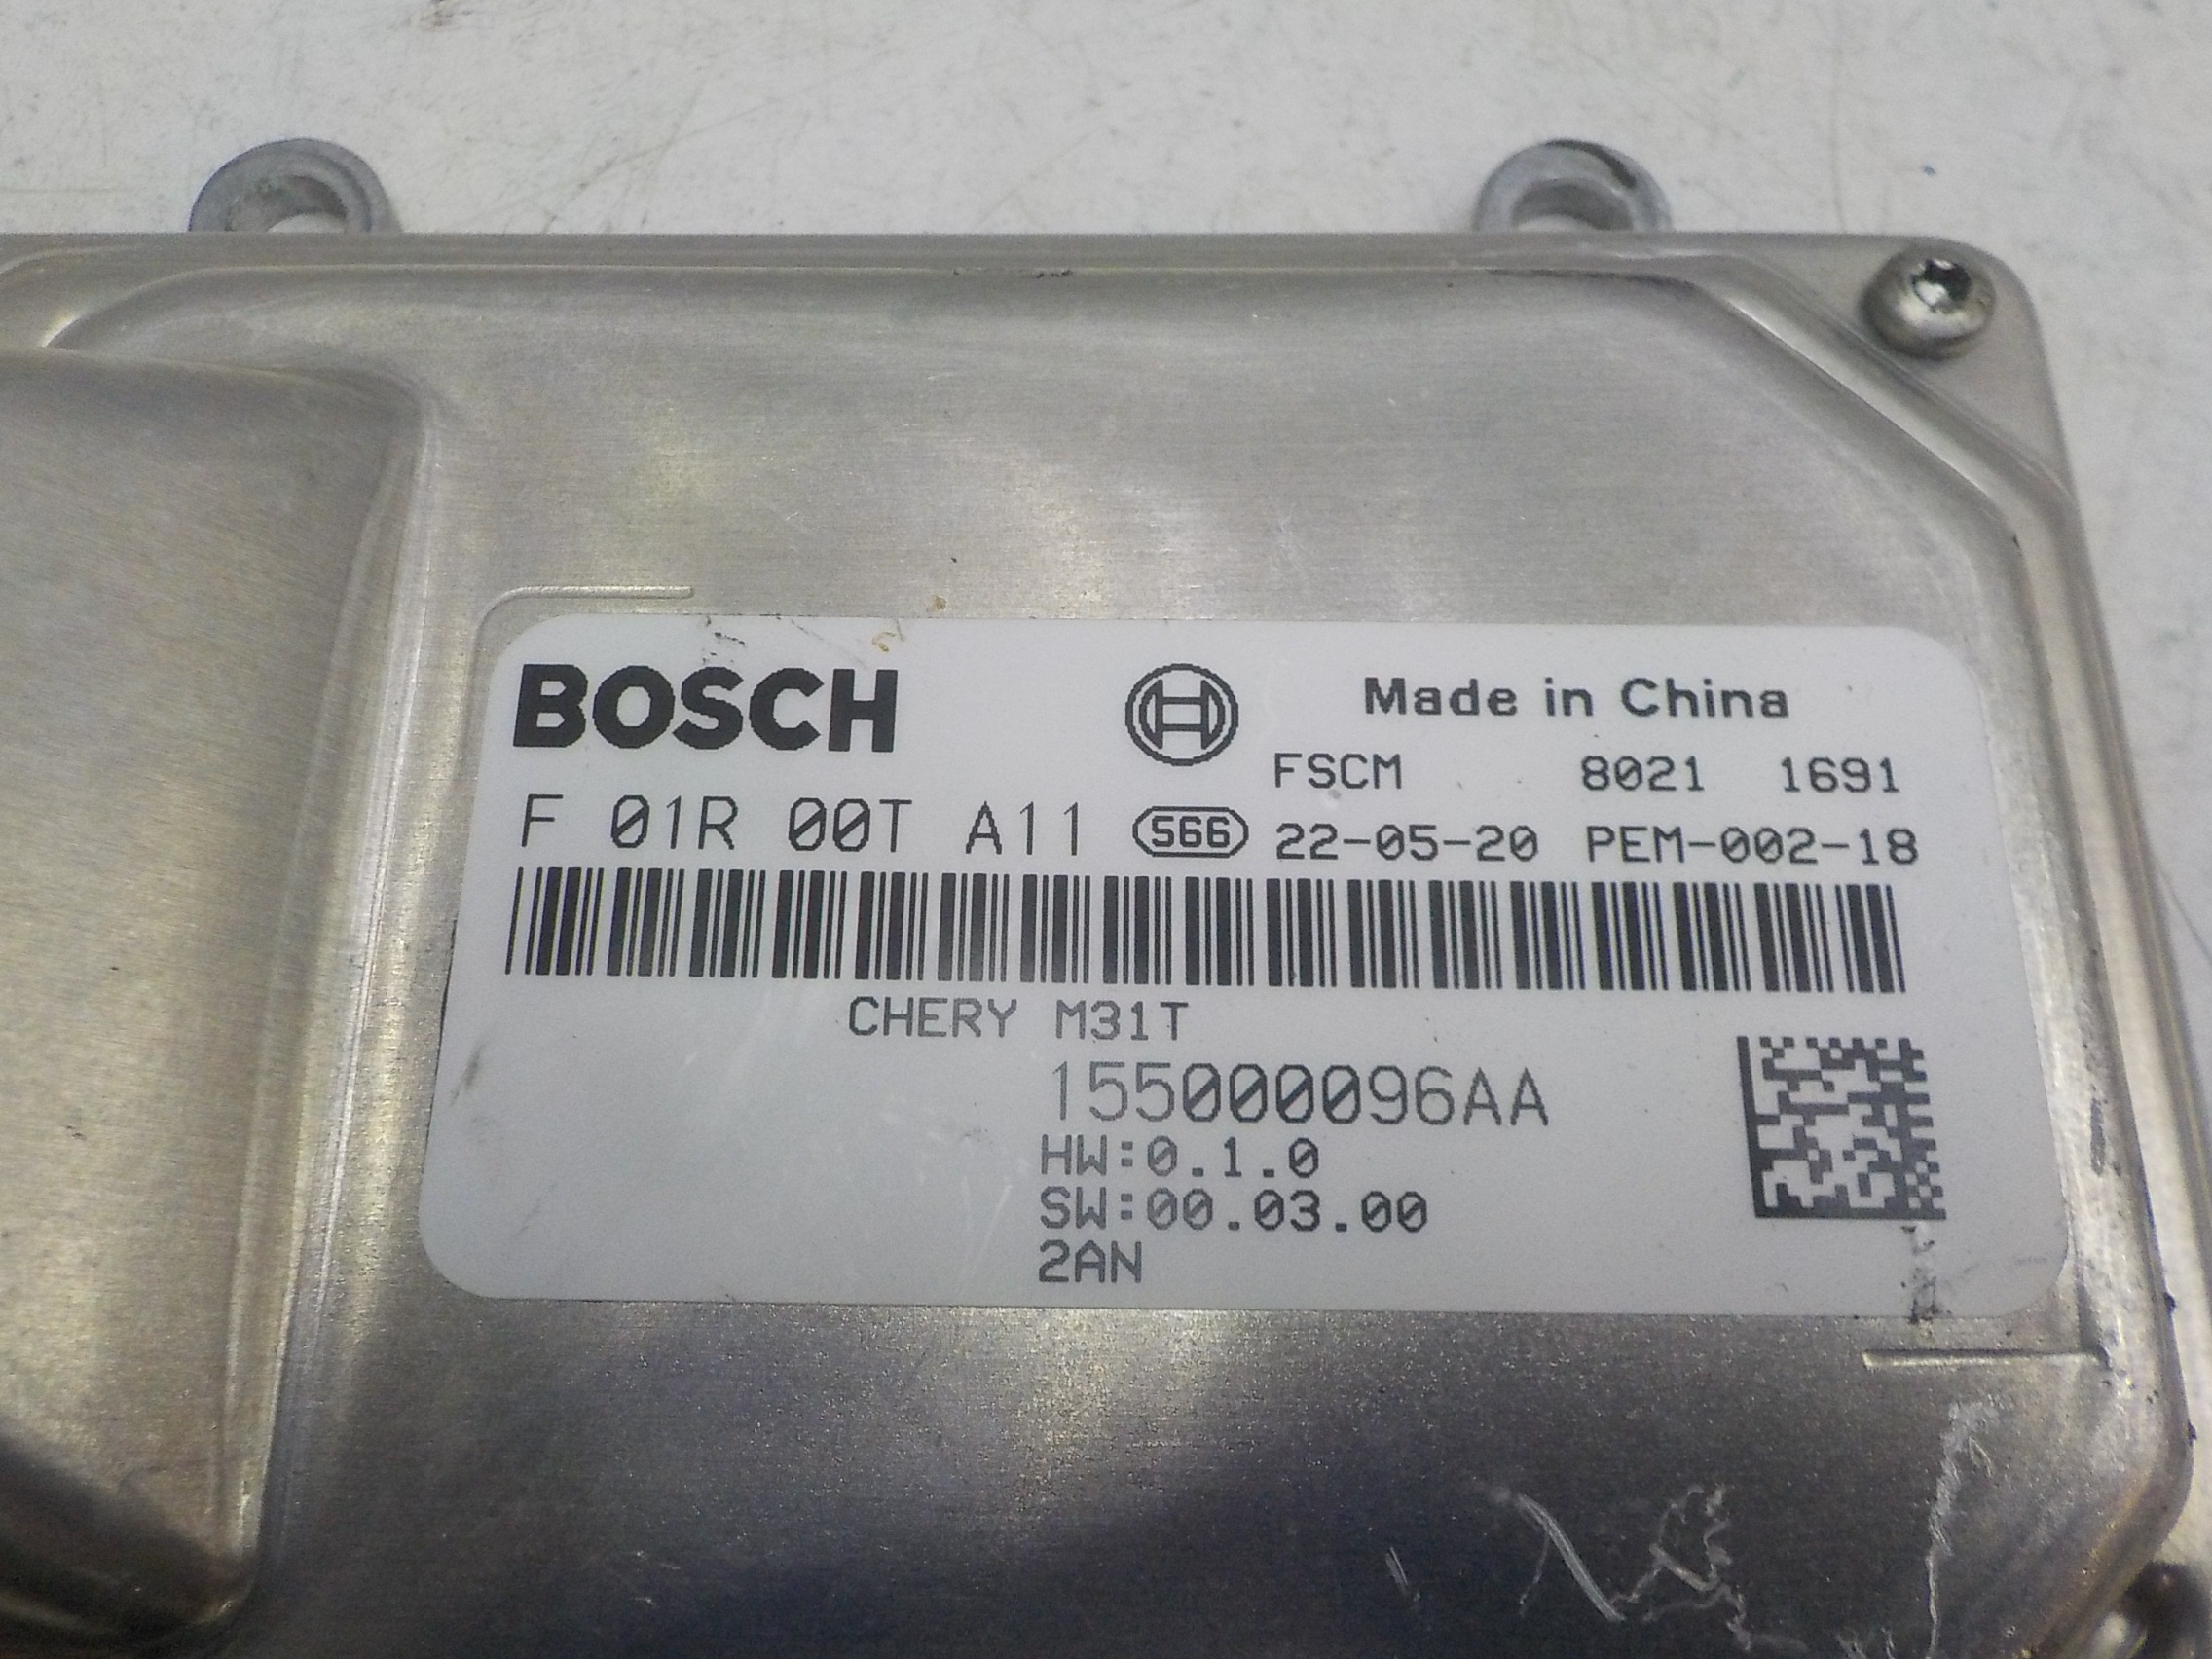 BOSCH
Made in China
FSCM 8021 1691
F 01R 00T A11 S66 22-05-20 PEM-002-18
CHERY M31T
155000096AA
HW:0.1.0
SW:00.03.00
2AN